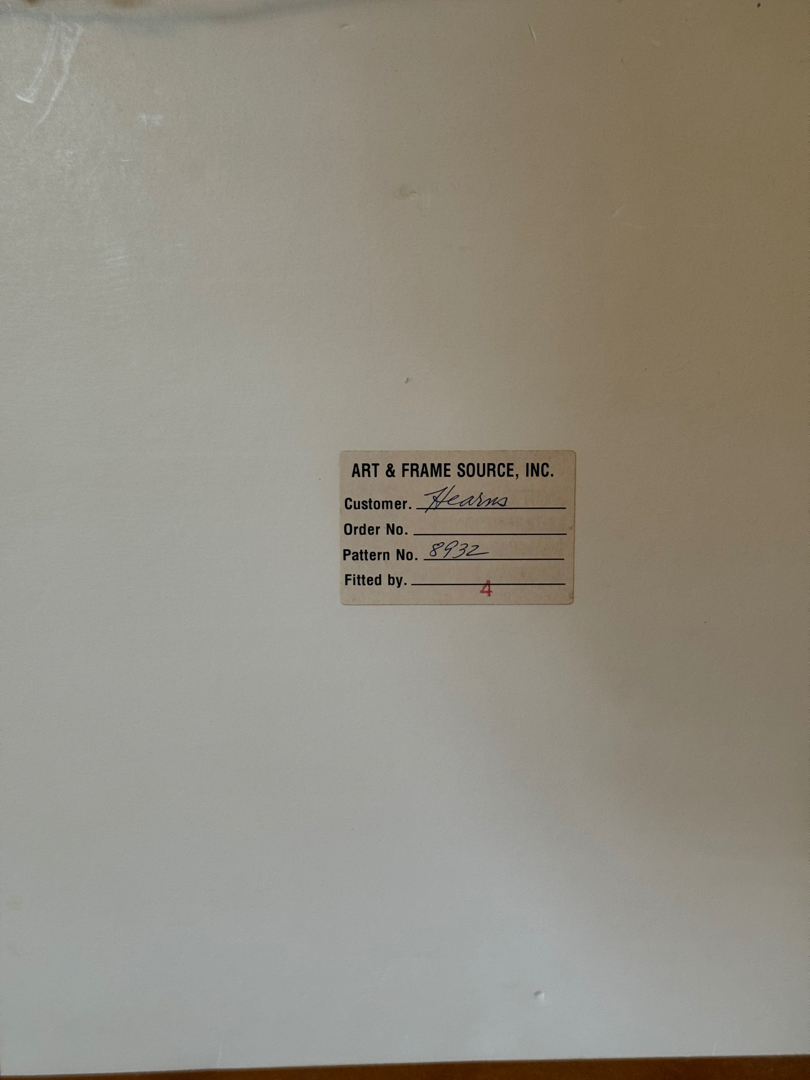 ART & FRAME SOURCE, INC.
Customer. Hearns
Order No.
Pattern No. 8932
Fitted by. 4